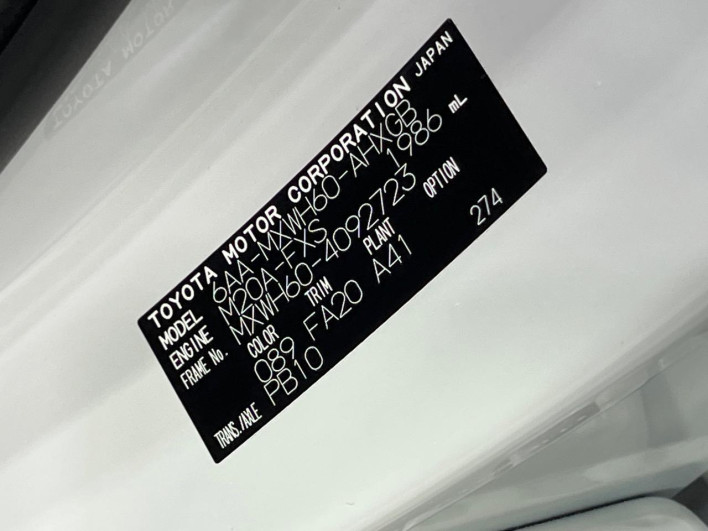 TOYOTA MOTOR CORPORATION JAPAN
MODEL 6AA-MXWH60-AHXGB
ENGINE M20A-FXS 1986 mL
FRAME No. MXWH60-4092723
COLOR TRIM PLANT OPTION
089 FA20 A41 274
TRANS./AXLE PB10